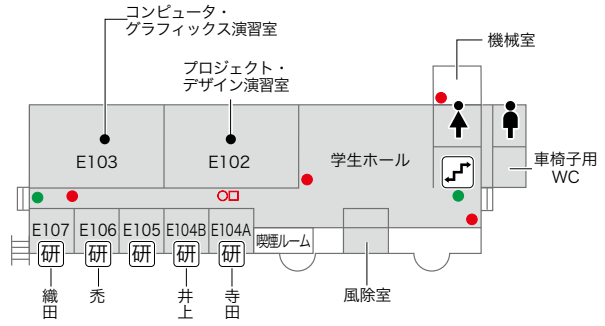 コンピュータ・
グラフィックス演習室
プロジェクト・
デザイン演習室
機械室
E103
E102
学生ホール
車椅子用
WC
E107
E106
E105
E104B
E104A
喫煙ルーム
研
研
研
研
研
織田
禿
井上
寺田
風除室